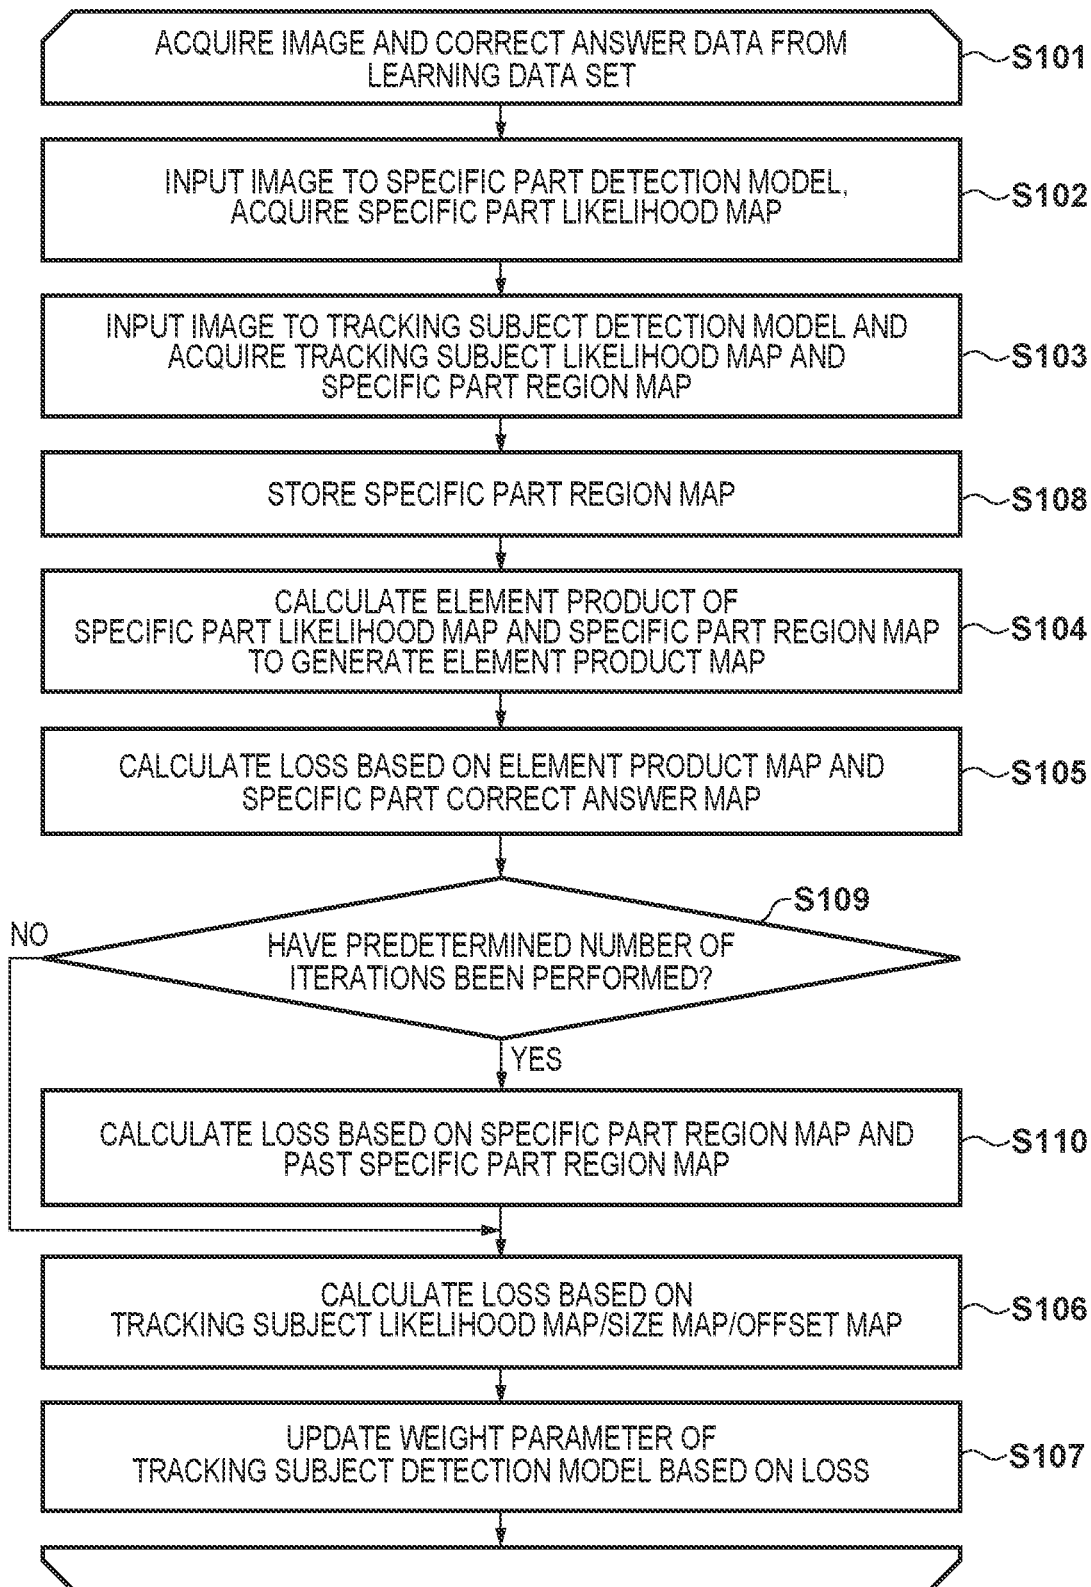 ACQUIRE IMAGE AND CORRECT ANSWER DATA FROM
LEARNING DATA SET
S101
INPUT IMAGE TO SPECIFIC PART DETECTION MODEL,
ACQUIRE SPECIFIC PART LIKELIHOOD MAP
S102
INPUT IMAGE TO TRACKING SUBJECT DETECTION MODEL AND
ACQUIRE TRACKING SUBJECT LIKELIHOOD MAP AND
SPECIFIC PART REGION MAP
S103
STORE SPECIFIC PART REGION MAP
S108
CALCULATE ELEMENT PRODUCT OF
SPECIFIC PART LIKELIHOOD MAP AND SPECIFIC PART REGION MAP
TO GENERATE ELEMENT PRODUCT MAP
S104
CALCULATE LOSS BASED ON ELEMENT PRODUCT MAP AND
SPECIFIC PART CORRECT ANSWER MAP
S105
S109
NO
HAVE PREDETERMINED NUMBER OF
ITERATIONS BEEN PERFORMED?
YES
CALCULATE LOSS BASED ON SPECIFIC PART REGION MAP AND
PAST SPECIFIC PART REGION MAP
S110
CALCULATE LOSS BASED ON
TRACKING SUBJECT LIKELIHOOD MAP/SIZE MAP/OFFSET MAP
S106
UPDATE WEIGHT PARAMETER OF
TRACKING SUBJECT DETECTION MODEL BASED ON LOSS
S107